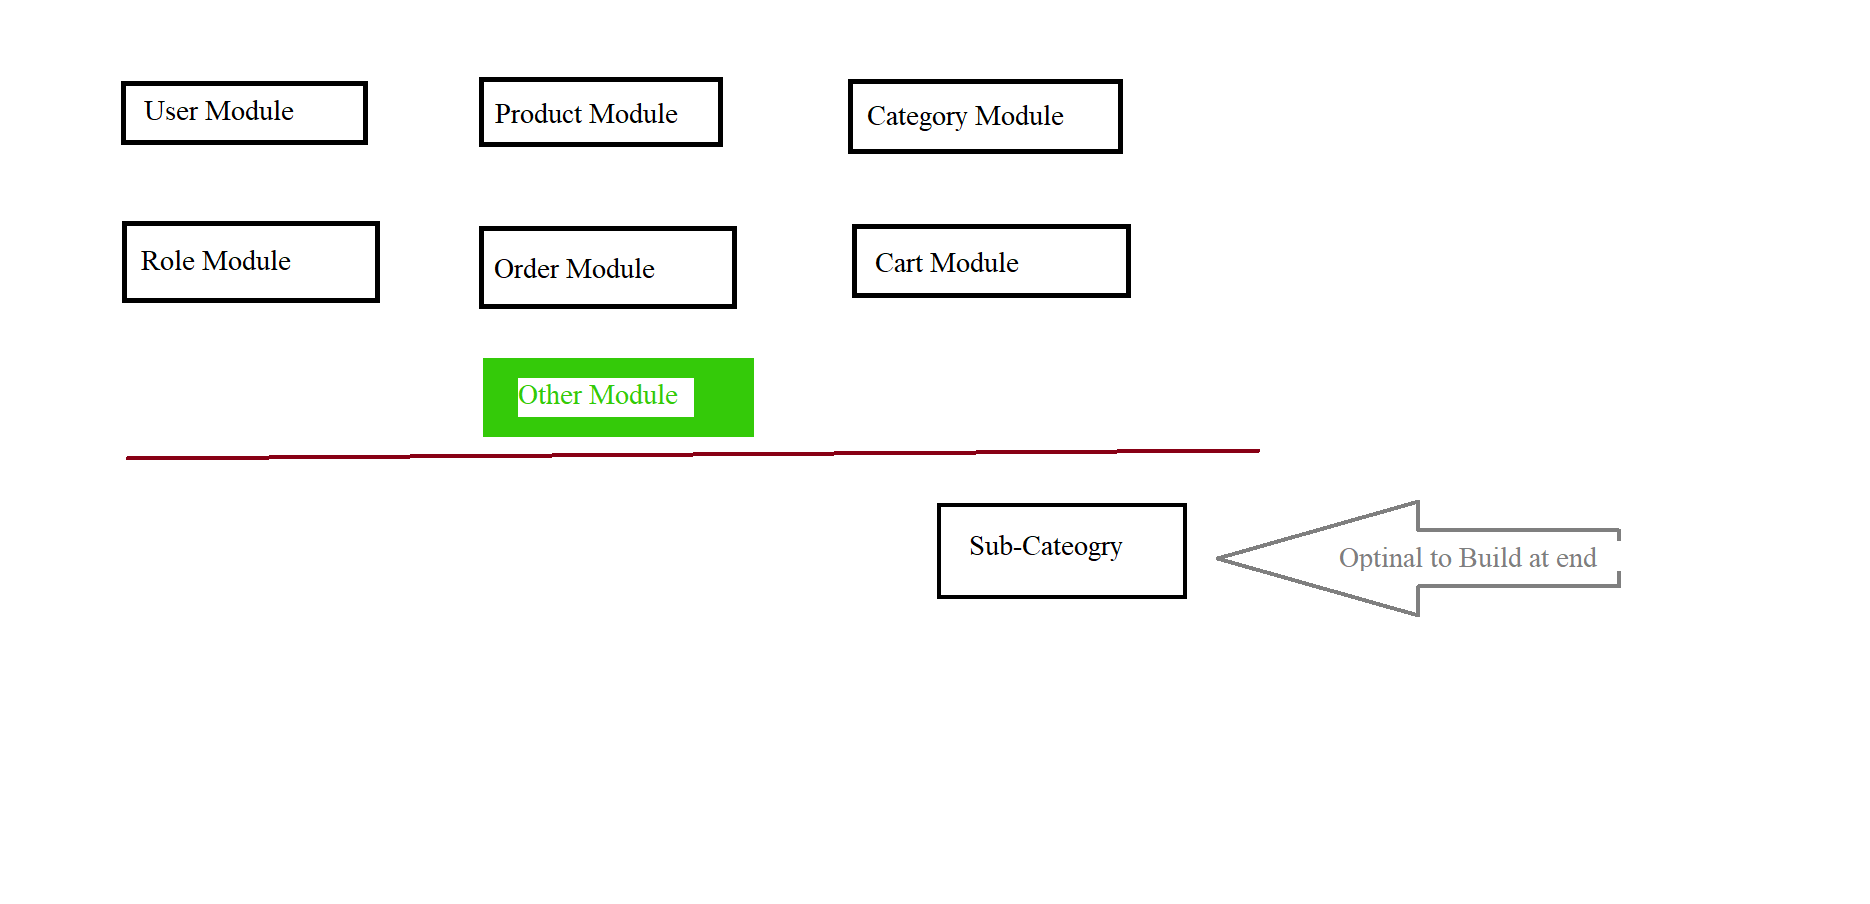 User Module
Product Module
Category Module
Role Module
Order Module
Cart Module
Other Module
Sub-Cateogry
Optinal to Build at end